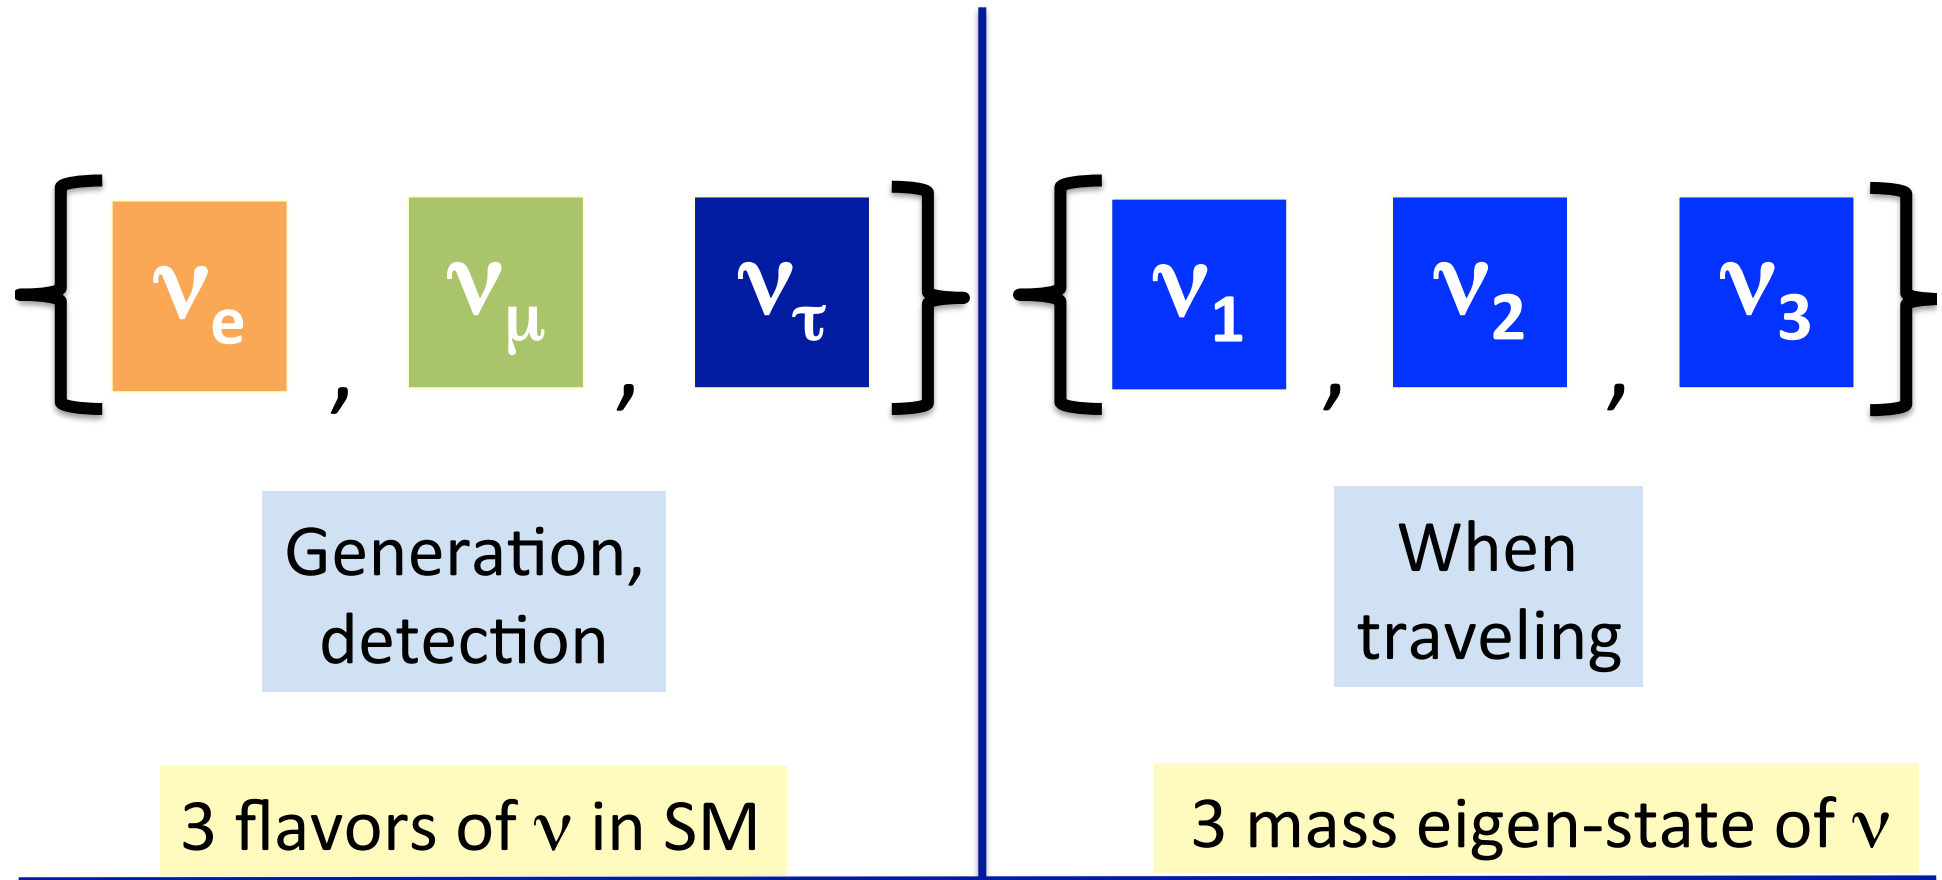 { νe , νμ , ντ } { ν1 , ν2 , ν3 }
Generation,
detection
When
traveling
3 flavors of ν in SM
3 mass eigen-state of ν